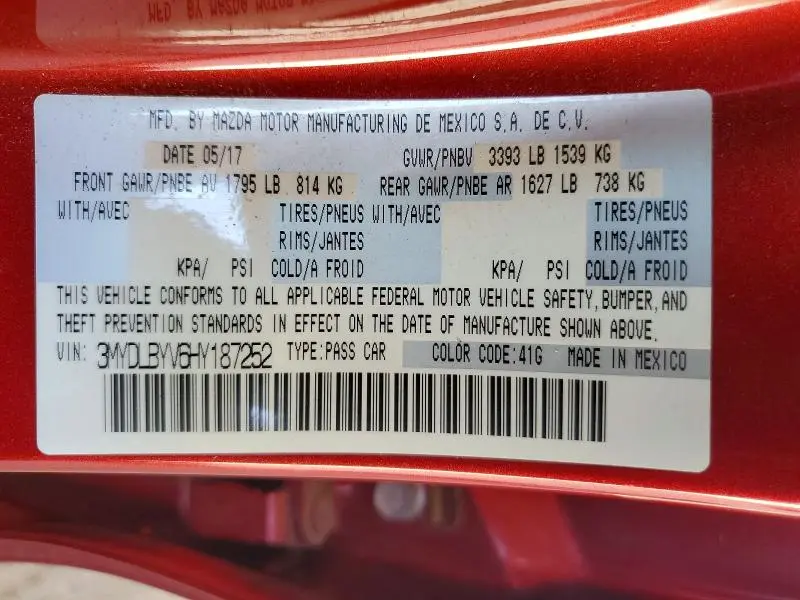 MFD. BY MAZDA MOTOR
MFD. BY MAZDA MOTOR MANUFACTURING DE MEXICO S.A. DE C.V.
DATE 05/17 GVWR/PNBV 3393 LB 1539 KG
FRONT GAWR/PNBE AV 1795 LB 814 KG REAR GAWR/PNBE AR 1627 LB 738 KG
WITH/AVEC TIRES/PNEUS WITH/AVEC TIRES/PNEUS
RIMS/JANTES RIMS/JANTES
KPA/ PSI COLD/A FROID KPA/ PSI COLD/A FROID
THIS VEHICLE CONFORMS TO ALL APPLICABLE FEDERAL MOTOR VEHICLE SAFETY, BUMPER, AND
THEFT PREVENTION STANDARDS IN EFFECT ON THE DATE OF MANUFACTURE SHOWN ABOVE.
VIN: 3MYDLBYV6HY187252 TYPE:PASS CAR COLOR CODE:41G MADE IN MEXICO